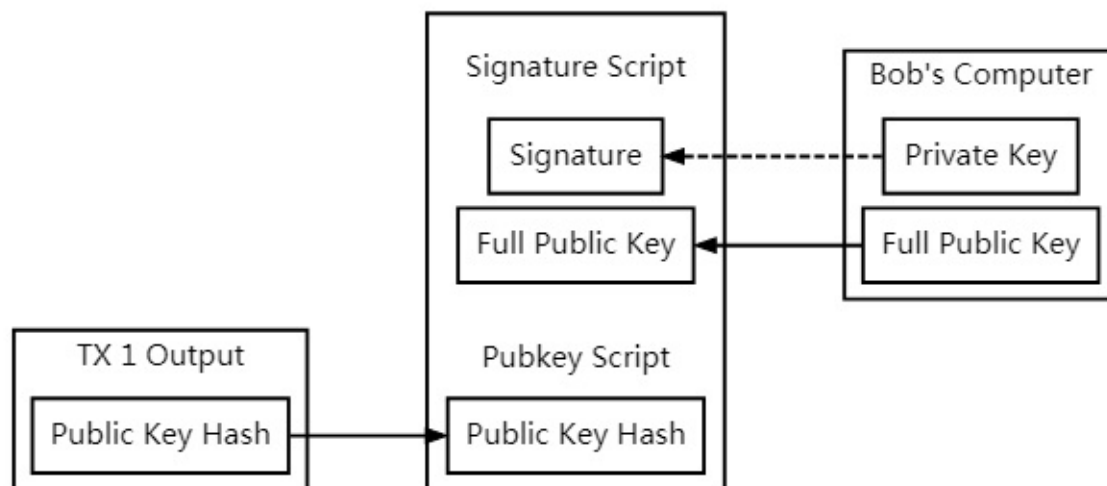 Signature Script
Signature
Full Public Key
Pubkey Script
Public Key Hash
Bob's Computer
Private Key
Full Public Key
TX 1 Output
Public Key Hash